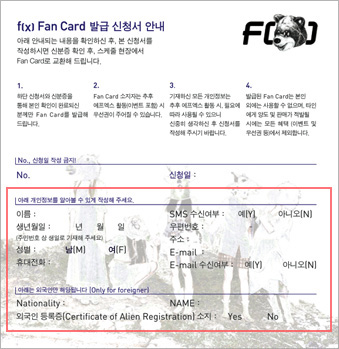 f(x) Fan Card 발급 신청서 안내
아래 안내되는 내용을 확인하신 후, 본 신청서를
작성하시면 신분증 확인 후, 스케줄 현장에서
Fan Card로 교환해 드립니다.
F(X)
1.
하단 신청서와 신분증을
통해 본인 확인이 완료되신
분께만 Fan Card를 발급해
드립니다.
2.
Fan Card 소지자는 추후
에프엑스 활동(이벤트 포함) 시
우선권이 주어질 수 있습니다.
3.
기재하신 모든 개인정보는
추후 에프엑스 활동 시, 필요에
따라 사용될 수 있으니
신중히 생각하신 후 신청서를
작성해 주시기 바랍니다.
4.
발급된 Fan Card는 본인
외에는 사용할 수 없으며, 타인
에게 양도 및 판매가 적발될
시에는 모든 혜택 (이벤트 및
우선권 등)에서 제외합니다.
No., 신청일 작성 금지!
No. 신청일 :
아래 개인정보를 알아볼 수 있게 작성해 주세요.
이름 : SMS 수신여부 : 예(Y) 아니오(N)
생년월일 : 년 월 일 우편번호 :
(주민번호 상 생일로 기재해 주세요) 주소 :
성별 : 남(M) 여(F) E-mail :
휴대전화 : E-mail 수신여부 : 예(Y) 아니오(N)
아래는 외국인만 해당됩니다 (Only for foreigner)
Nationality : NAME :
외국인 등록증(Certificate of Alien Registration) 소지 : Yes No